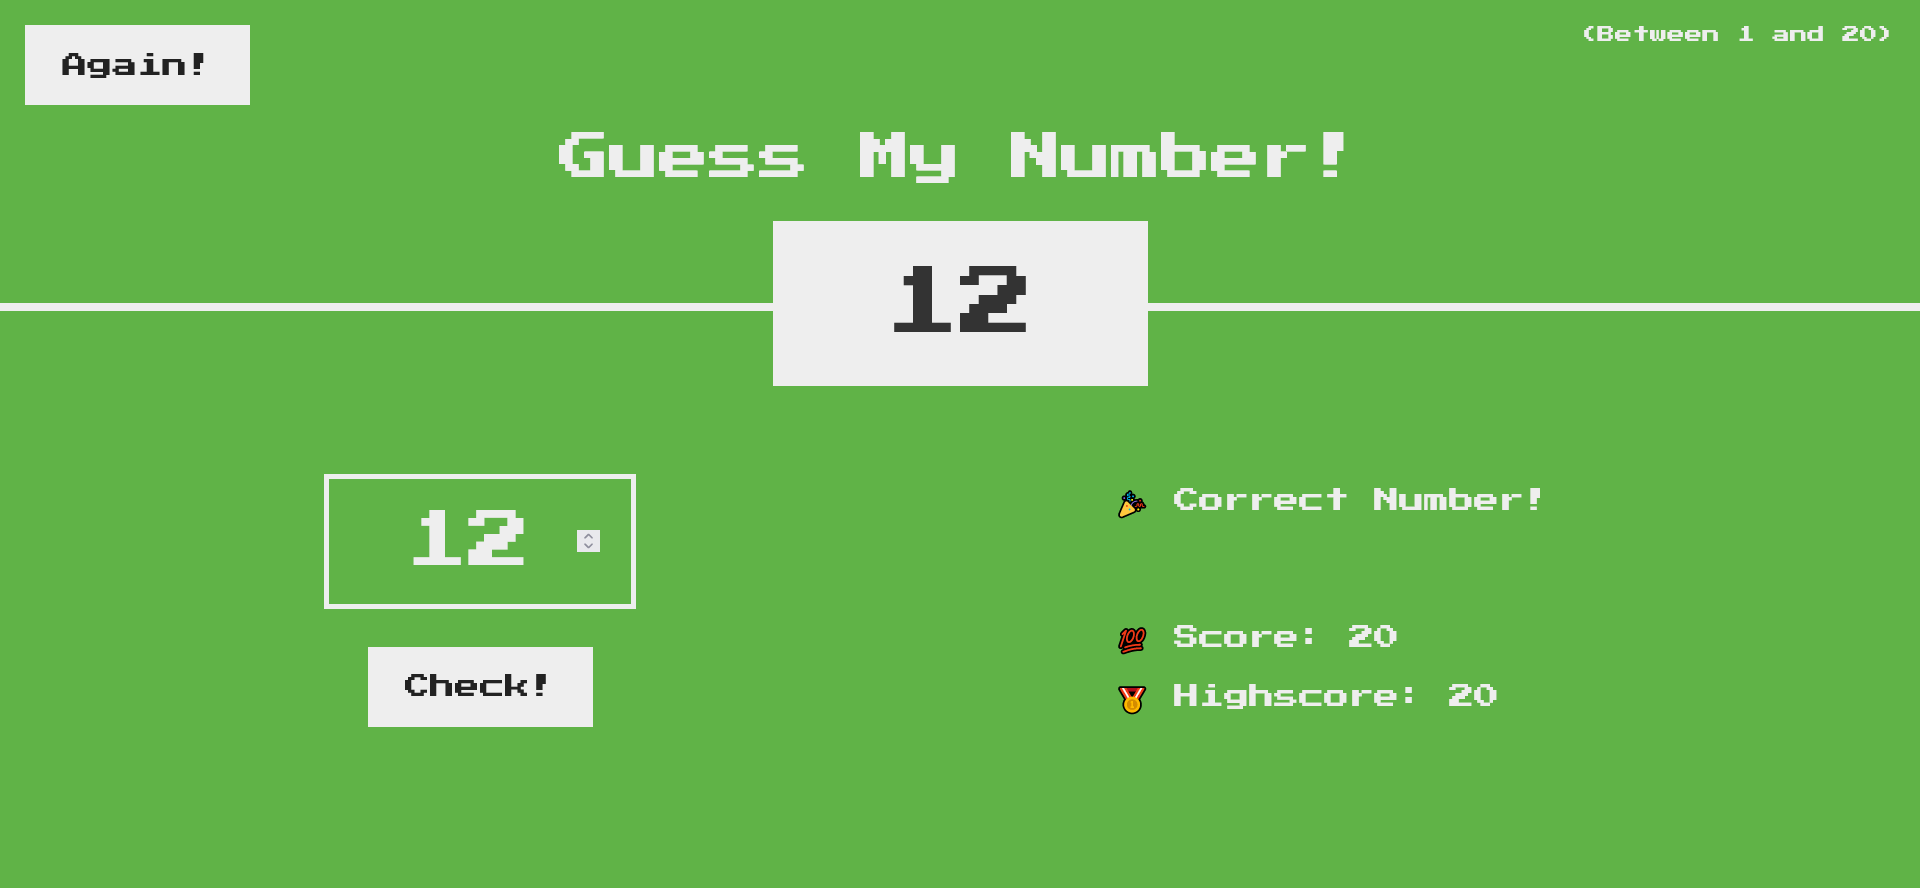 Again!
(Between 1 and 20)
Guess My Number!
12
12
Check!
🎉 Correct Number!
💯 Score: 20
🥇 Highscore: 20